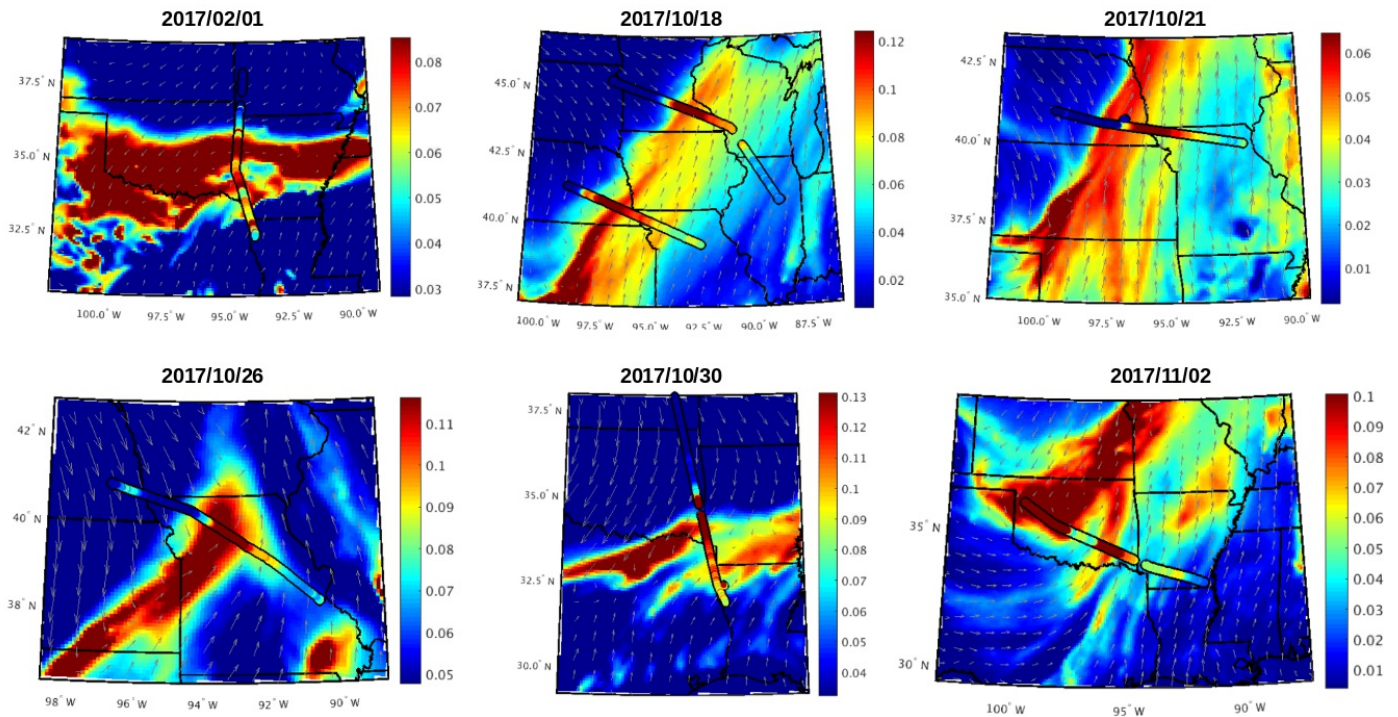 2017/02/01
37.5° N
35.0° N
32.5° N
100.0° W
97.5° W
95.0° W
92.5° W
90.0° W
0.08
0.07
0.06
0.05
0.04
0.03
2017/10/18
45.0° N
42.5° N
40.0° N
37.5° N
100.0° W
97.5° W
92.5° W
90.0° W
87.5° W
0.12
0.1
0.08
0.06
0.04
0.02
2017/10/21
42.5° N
40.0° N
37.5° N
35.0° N
100.0° W
97.5° W
95.0° W
92.5° W
90.0° W
0.06
0.05
0.04
0.03
0.02
0.01
2017/10/26
42° N
40° N
38° N
98° W
96° W
94° W
92° W
90° W
0.11
0.1
0.09
0.08
0.07
0.06
0.05
2017/10/30
37.5° N
35.0° N
32.5° N
30.0° N
0.13
0.12
0.11
0.1
0.09
0.08
0.07
0.06
0.05
0.04
2017/11/02
35° N
30° N
100° W
95° W
90° W
0.1
0.09
0.08
0.07
0.06
0.05
0.04
0.03
0.02
0.01